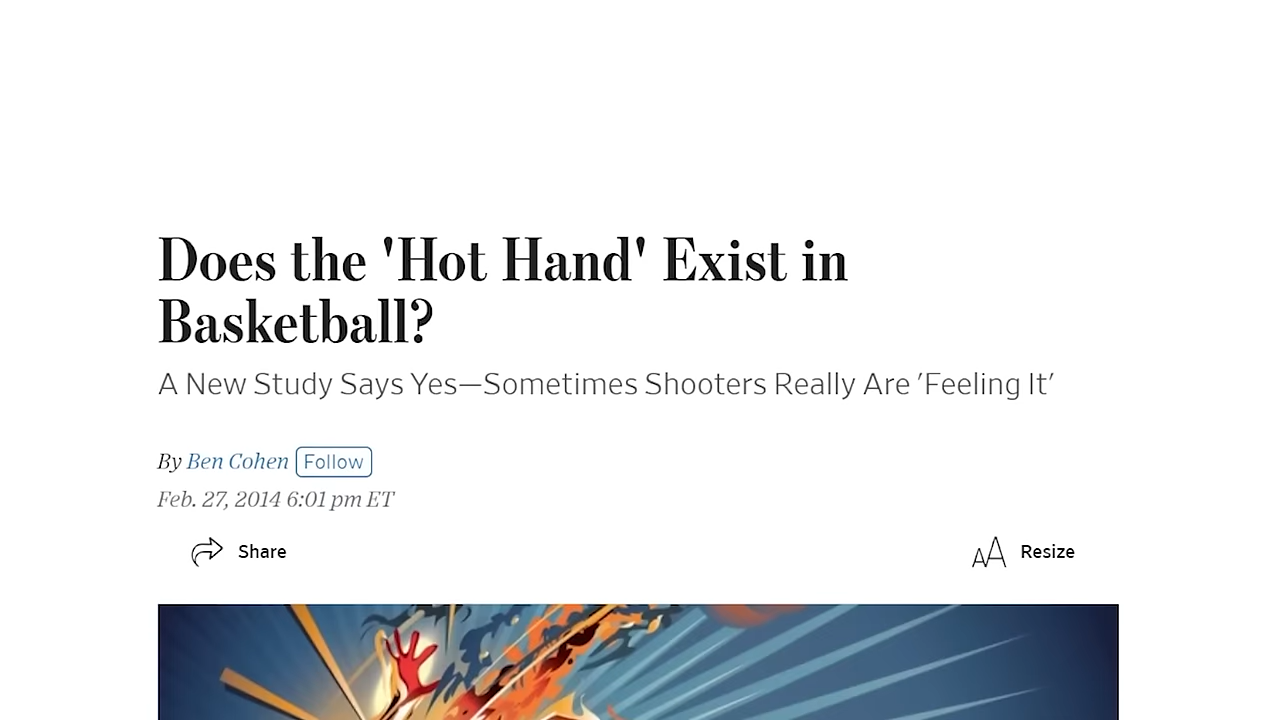 Does the 'Hot Hand' Exist in
Basketball?
A New Study Says Yes—Sometimes Shooters Really Are 'Feeling It'
By Ben Cohen Follow
Feb. 27, 2014 6:01 pm ET
Share
Resize